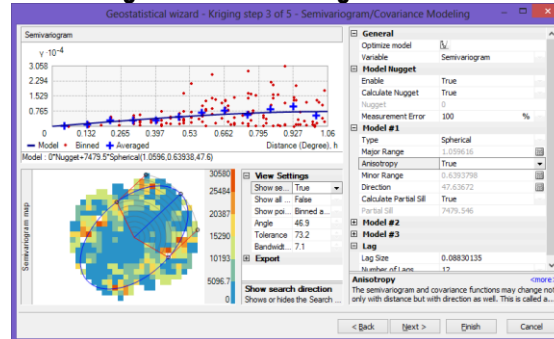 Geostatistical wizard - Kriging step 3 of 5 - Semivariogram/Covariance Modeling
Semivariogram
γ·10⁻⁴
3.058
2.294
1.529
0.765
0 0.132 0.265 0.397 0.53 0.662 0.795 0.927 1.06
Model Binned Averaged Distance (Degree), h
Model : 0*Nugget+7479.5*Spherical(1.0596,0.63938,47.6)
Semivariogram map
30580
25484
20387
15290
10193
5096.7
0
View Settings
Show se... True
Show all ... False
Show poi... Binned a...
Angle 46.9
Tolerance 73.2
Bandwidt... 7.1
Export
Show search direction
Shows or hides the Search ...
General
Optimize model
Variable Semivariogram
Model Nugget
Enable True
Calculate Nugget True
Nugget 0
Measurement Error 100 %
Model #1
Type Spherical
Major Range 1.059616
Anisotropy True
Minor Range 0.6393798
Direction 47.63672
Calculate Partial Sill True
Partial Sill 7479.546
Model #2
Model #3
Lag
Lag Size 0.08830135
Number of Lags 12
Anisotropy <more>
The semivariogram and covariance functions may change not
only with distance but with direction as well. This is called a...
< Back Next > Finish Cancel